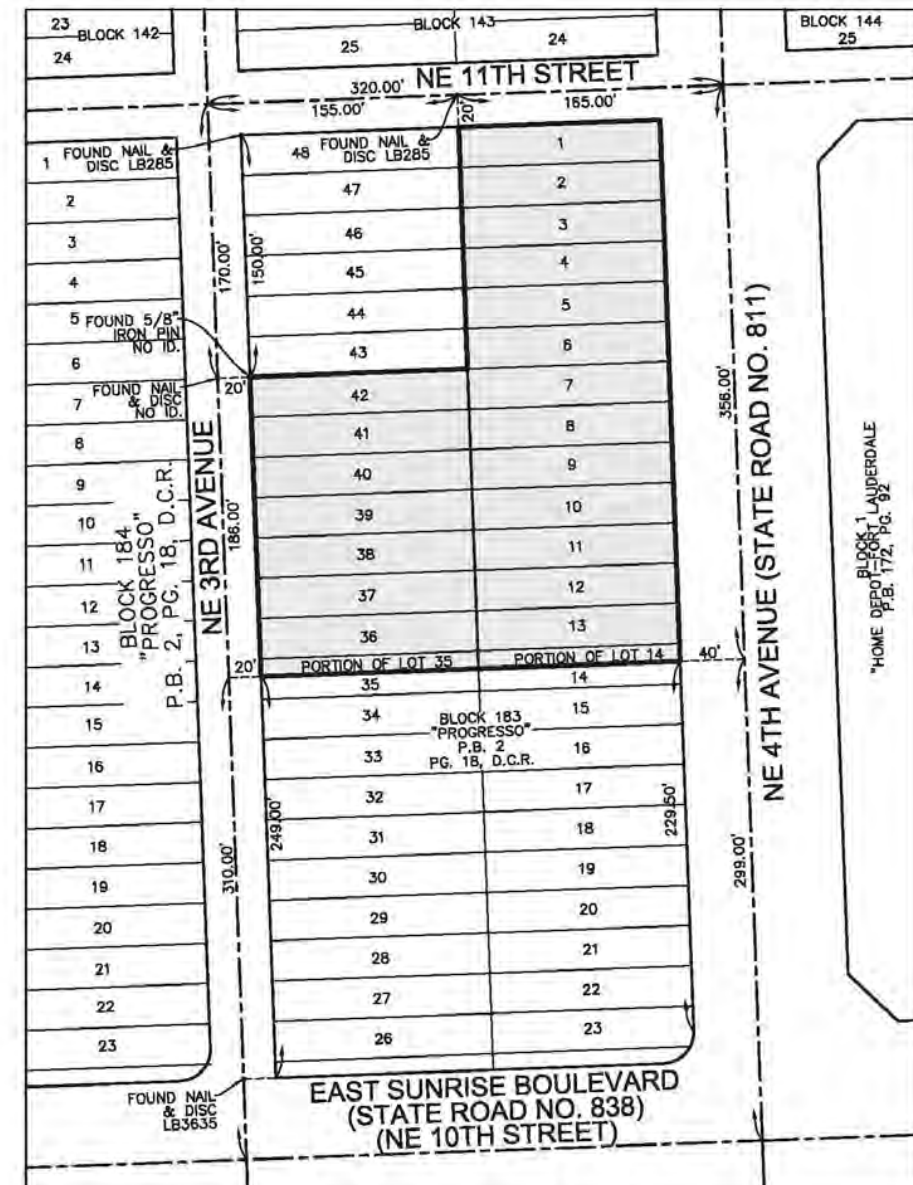 23
BLOCK 142
24
BLOCK 143
25
24
BLOCK 144
25
NE 11TH STREET
320.00'
155.00'
20'
165.00'
1
FOUND NAIL &
DISC LB285
2
3
4
5
FOUND 5/8"
IRON PIN
NO ID.
6
7
FOUND NAIL
& DISC
NO ID.
8
9
10
11
12
13
14
15
16
17
18
19
20
21
22
23
BLOCK 184
"PROGRESSO"
P.B. 2, PG. 18, D.C.R.
NE 3RD AVENUE
170.00'
150.00'
20'
186.00'
20'
310.00'
249.00'
48
FOUND NAIL &
DISC LB285
47
46
45
44
43
42
41
40
39
38
37
36
PORTION OF LOT 35
35
34
33
32
31
30
29
28
27
26
1
2
3
4
5
6
7
8
9
10
11
12
13
PORTION OF LOT 14
14
15
16
17
18
19
20
21
22
23
BLOCK 183
"PROGRESSO"
P.B. 2
PG. 18, D.C.R.
40'
229.50'
356.00'
299.00'
NE 4TH AVENUE (STATE ROAD NO. 811)
BLOCK 1
"HOME DEPOT-FORT LAUDERDALE
P.B. 172, PG. 92
FOUND NAIL
& DISC
LB3635
EAST SUNRISE BOULEVARD
(STATE ROAD NO. 838)
(NE 10TH STREET)